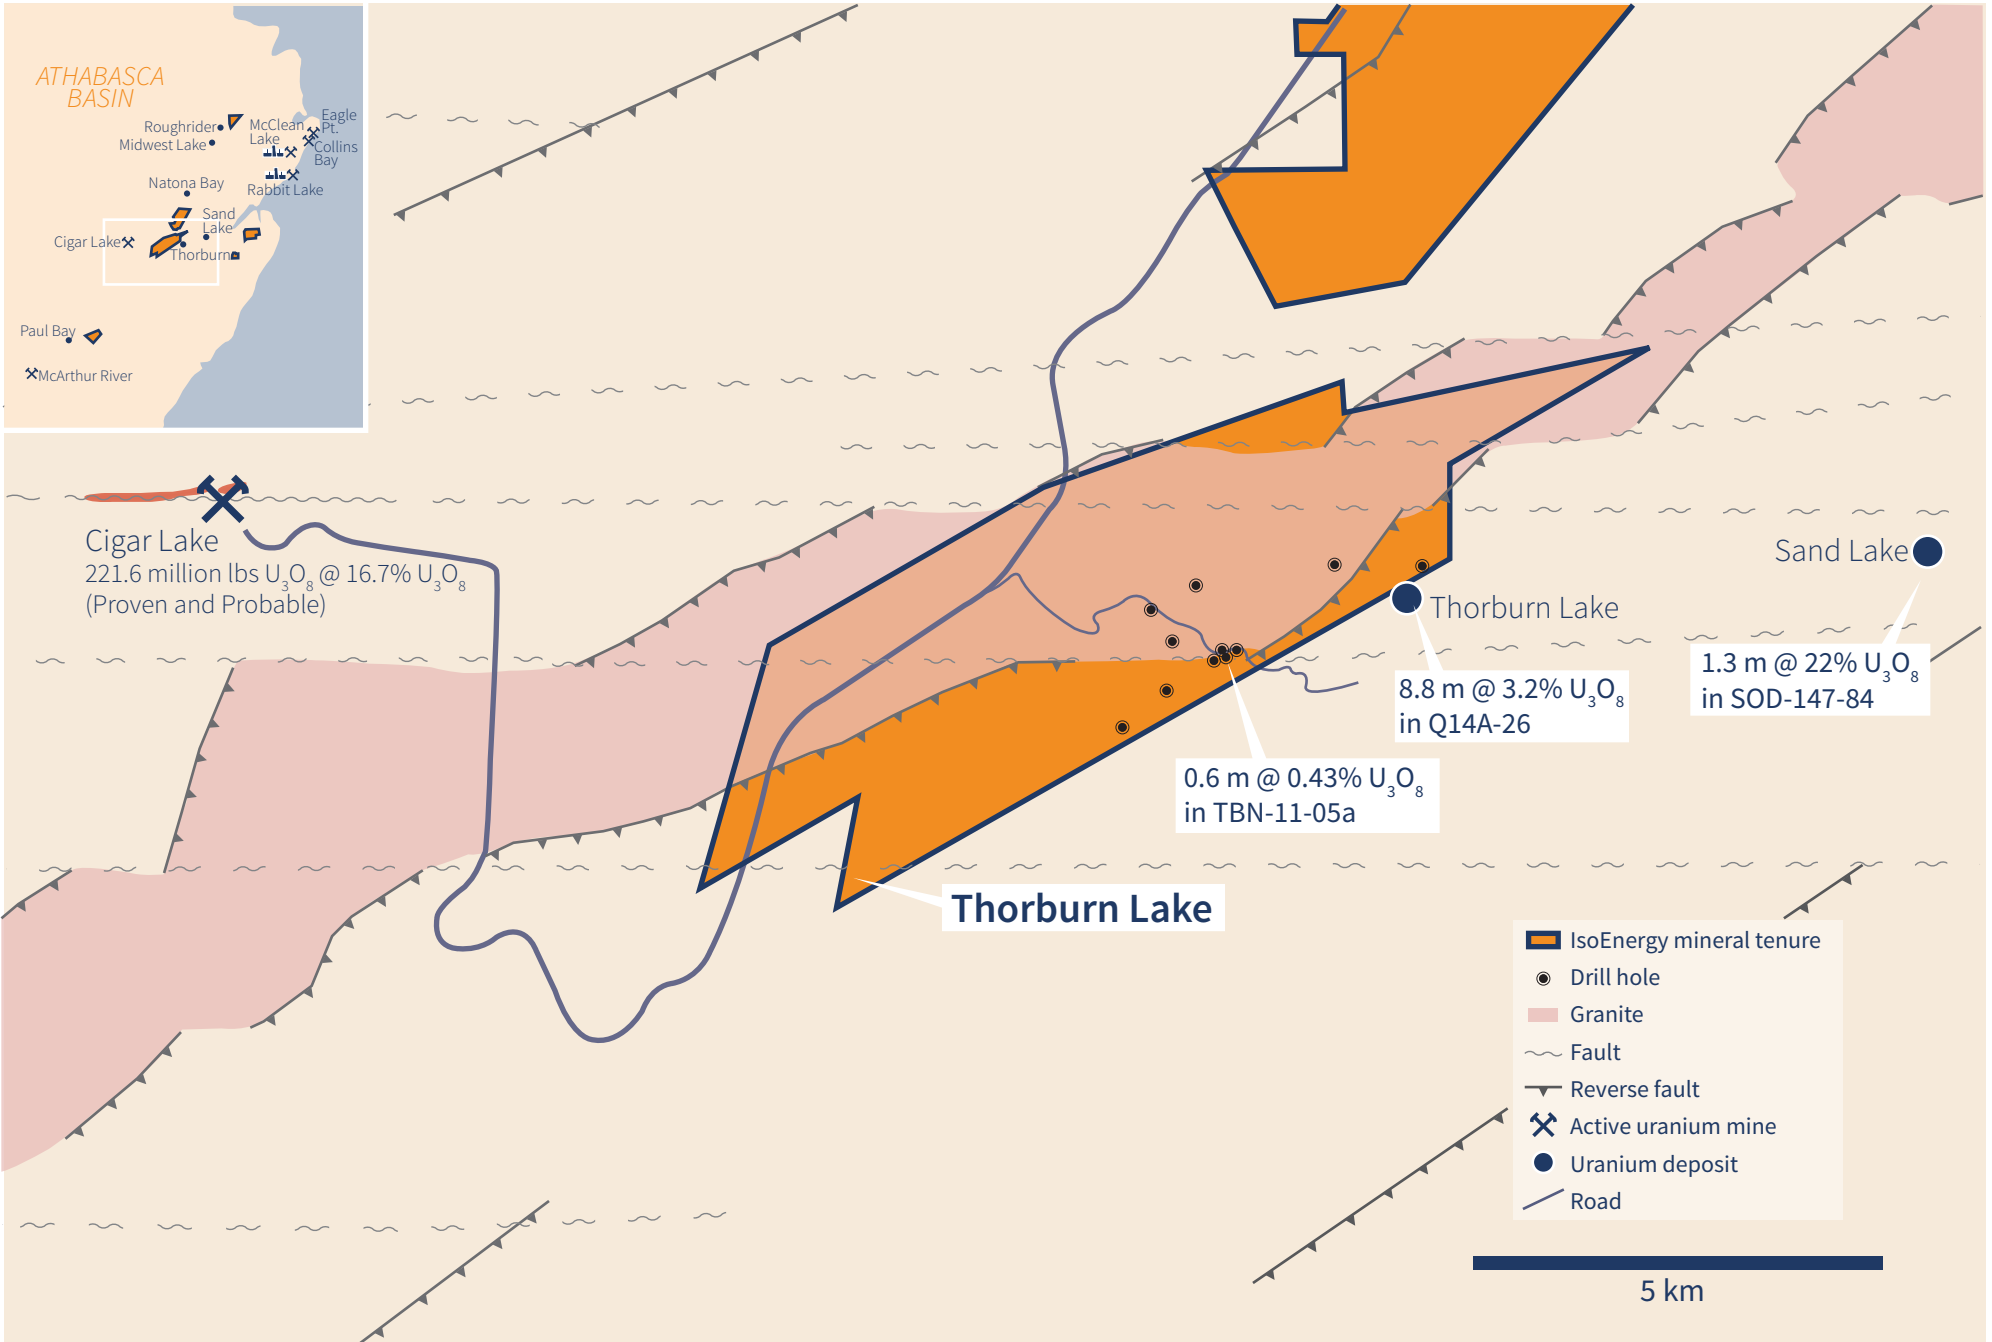 ATHABASCA
BASIN
Roughrider
Midwest Lake
McClean
Lake
Eagle
Pt.
Collins
Bay
Rabbit Lake
Natona Bay
Sand
Lake
Cigar Lake
Thorburn
Paul Bay
McArthur River
Cigar Lake
221.6 million lbs U₃O₈ @ 16.7% U₃O₈
(Proven and Probable)
Sand Lake
1.3 m @ 22% U₃O₈
in SOD-147-84
Thorburn Lake
8.8 m @ 3.2% U₃O₈
in Q14A-26
0.6 m @ 0.43% U₃O₈
in TBN-11-05a
Thorburn Lake
IsoEnergy mineral tenure
Drill hole
Granite
Fault
Reverse fault
Active uranium mine
Uranium deposit
Road
5 km